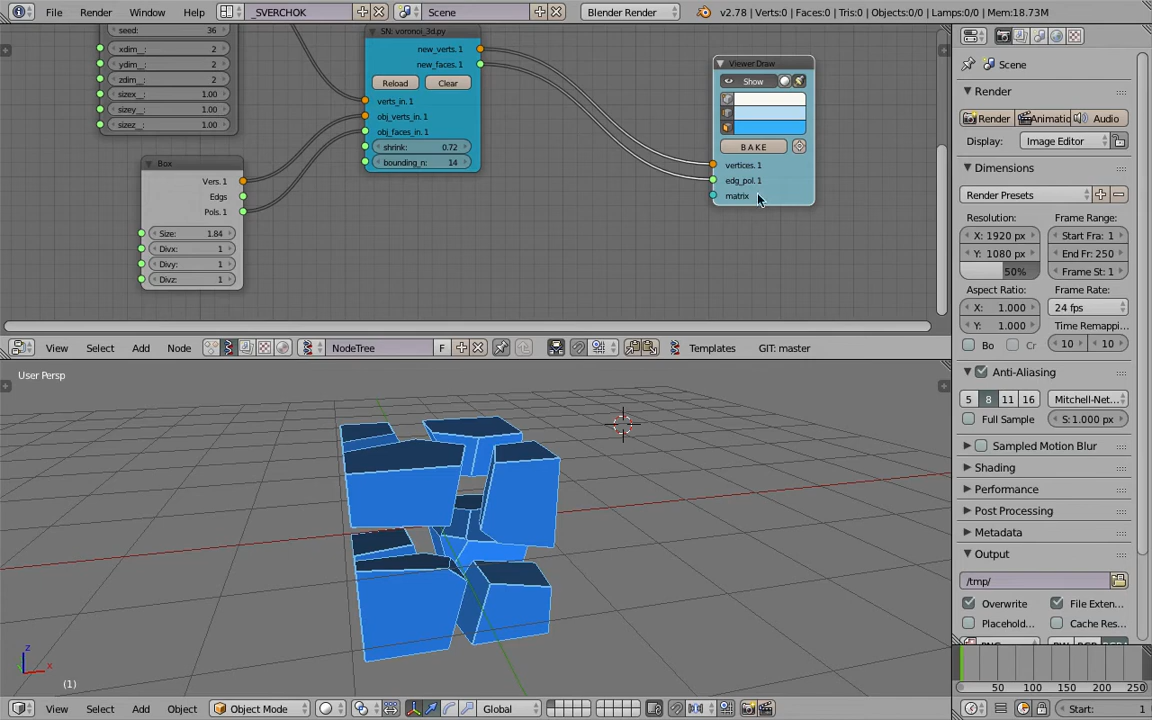 File Render Window Help _SVERCHOK Scene Blender Render v2.78 | Verts:0 | Faces:0 | Tris:0 | Objects:0/0 | Lamps:0/0 | Mem:18.73M
seed: 36
xdim__: 2
ydim__: 2
zdim__: 2
sizex__: 1.00
sizey__: 1.00
sizez__: 1.00
SN: voronoi_3d.py
new_verts. 1
new_faces. 1
Reload Clear
verts_in. 1
obj_verts_in. 1
obj_faces_in. 1
shrink: 0.72
bounding_n: 14
Box
Vers. 1
Edgs
Pols. 1
Size: 1.84
Divx: 1
Divy: 1
Divz: 1
Viewer Draw
Show
BAKE
vertices. 1
edg_pol. 1
matrix
View Select Add Node NodeTree F Templates GIT: master
User Persp
z
x
(1)
View Select Add Object Object Mode Global
Scene
Render
Render Animatic Audio
Display: Image Editor
Dimensions
Render Presets
Resolution: Frame Range:
X: 1920 px Start Fra: 1
Y: 1080 px End Fr: 250
50% Frame St: 1
Aspect Ratio: Frame Rate:
X: 1.000 24 fps
Y: 1.000 Time Remappi...
Bo Cr 10 10
Anti-Aliasing
5 8 11 16 Mitchell-Net...
Full Sample S: 1.000 px
Sampled Motion Blur
Shading
Performance
Post Processing
Metadata
Output
/tmp/
Overwrite File Exten...
Placehold... Cache Res...
50 100 150 200 250
Start: 1